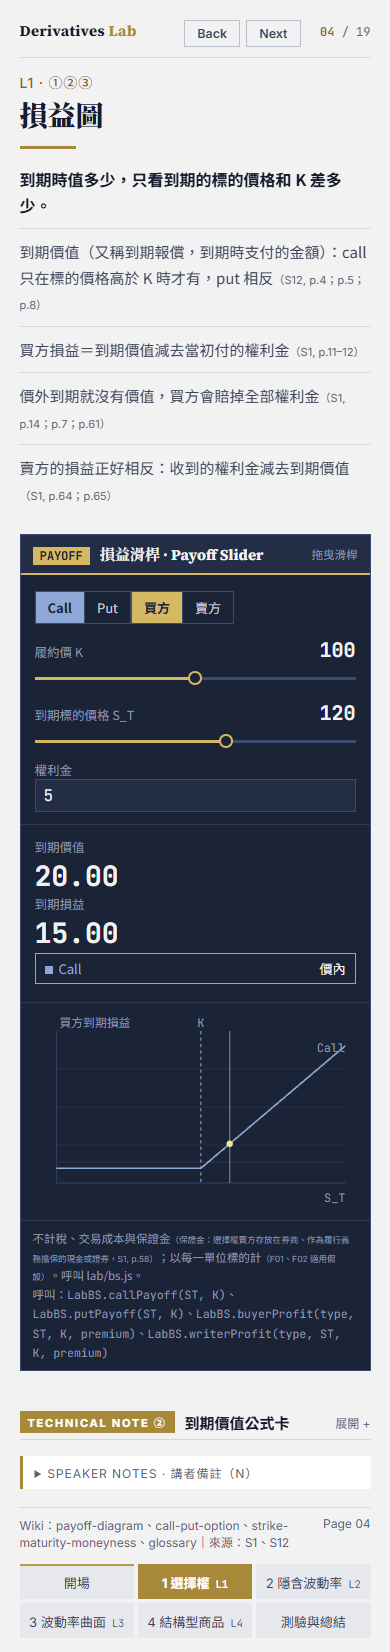 Derivatives Lab
Back
Next
04 / 19
L1 · ①②③
損益圖
到期時值多少，只看到期的標的價格和 K 差多
少。
到期價值（又稱到期報償，到期時支付的金額）：call
只在標的價格高於 K 時才有，put 相反（S12, p.4；p.5；
p.8）
買方損益＝到期價值減去當初付的權利金（S1, p.11–12）
價外到期就沒有價值，買方會賠掉全部權利金（S1,
p.14；p.7；p.61）
賣方的損益正好相反：收到的權利金減去到期價值
（S1, p.64；p.65）
PAYOFF 損益滑桿 · Payoff Slider 拖曳滑桿
Call Put 買方 賣方
履約價 K 100
到期標的價格 S_T 120
權利金
5
到期價值
20.00
到期損益
15.00
Call 價內
買方到期損益 K
Call
S_T
不計稅、交易成本與保證金（保證金：選擇權賣方存放在券商、作為履行義
務擔保的現金或證券，S1, p.58）；以每一單位標的計（F01、F02 適用假
設）。呼叫 lab/bs.js。
呼叫：LabBS.callPayoff(ST, K)、
LabBS.putPayoff(ST, K)、LabBS.buyerProfit(type,
ST, K, premium)、LabBS.writerProfit(type, ST,
K, premium)
TECHNICAL NOTE ② 到期價值公式卡 展開 +
▶ SPEAKER NOTES · 講者備註（N）
Wiki：payoff-diagram、call-put-option、strike-
maturity-moneyness、glossary｜來源：S1、S12
Page 04
開場
1 選擇權 L1
2 隱含波動率 L2
3 波動率曲面 L3
4 結構型商品 L4
測驗與總結